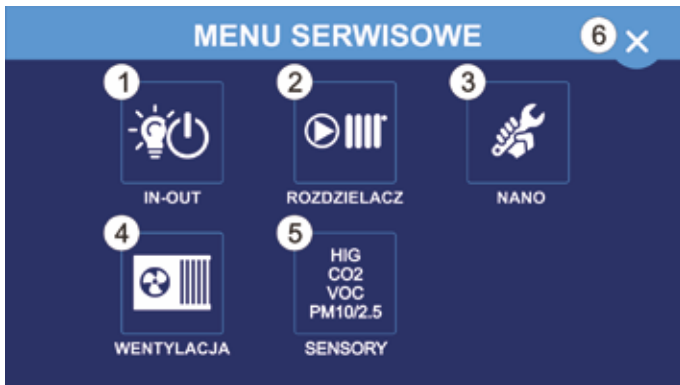 MENU SERWISOWE
6
1
2
3
IN-OUT
ROZDZIELACZ
NANO
4
5
HIG
CO2
VOC
PM10/2.5
WENTYLACJA
SENSORY